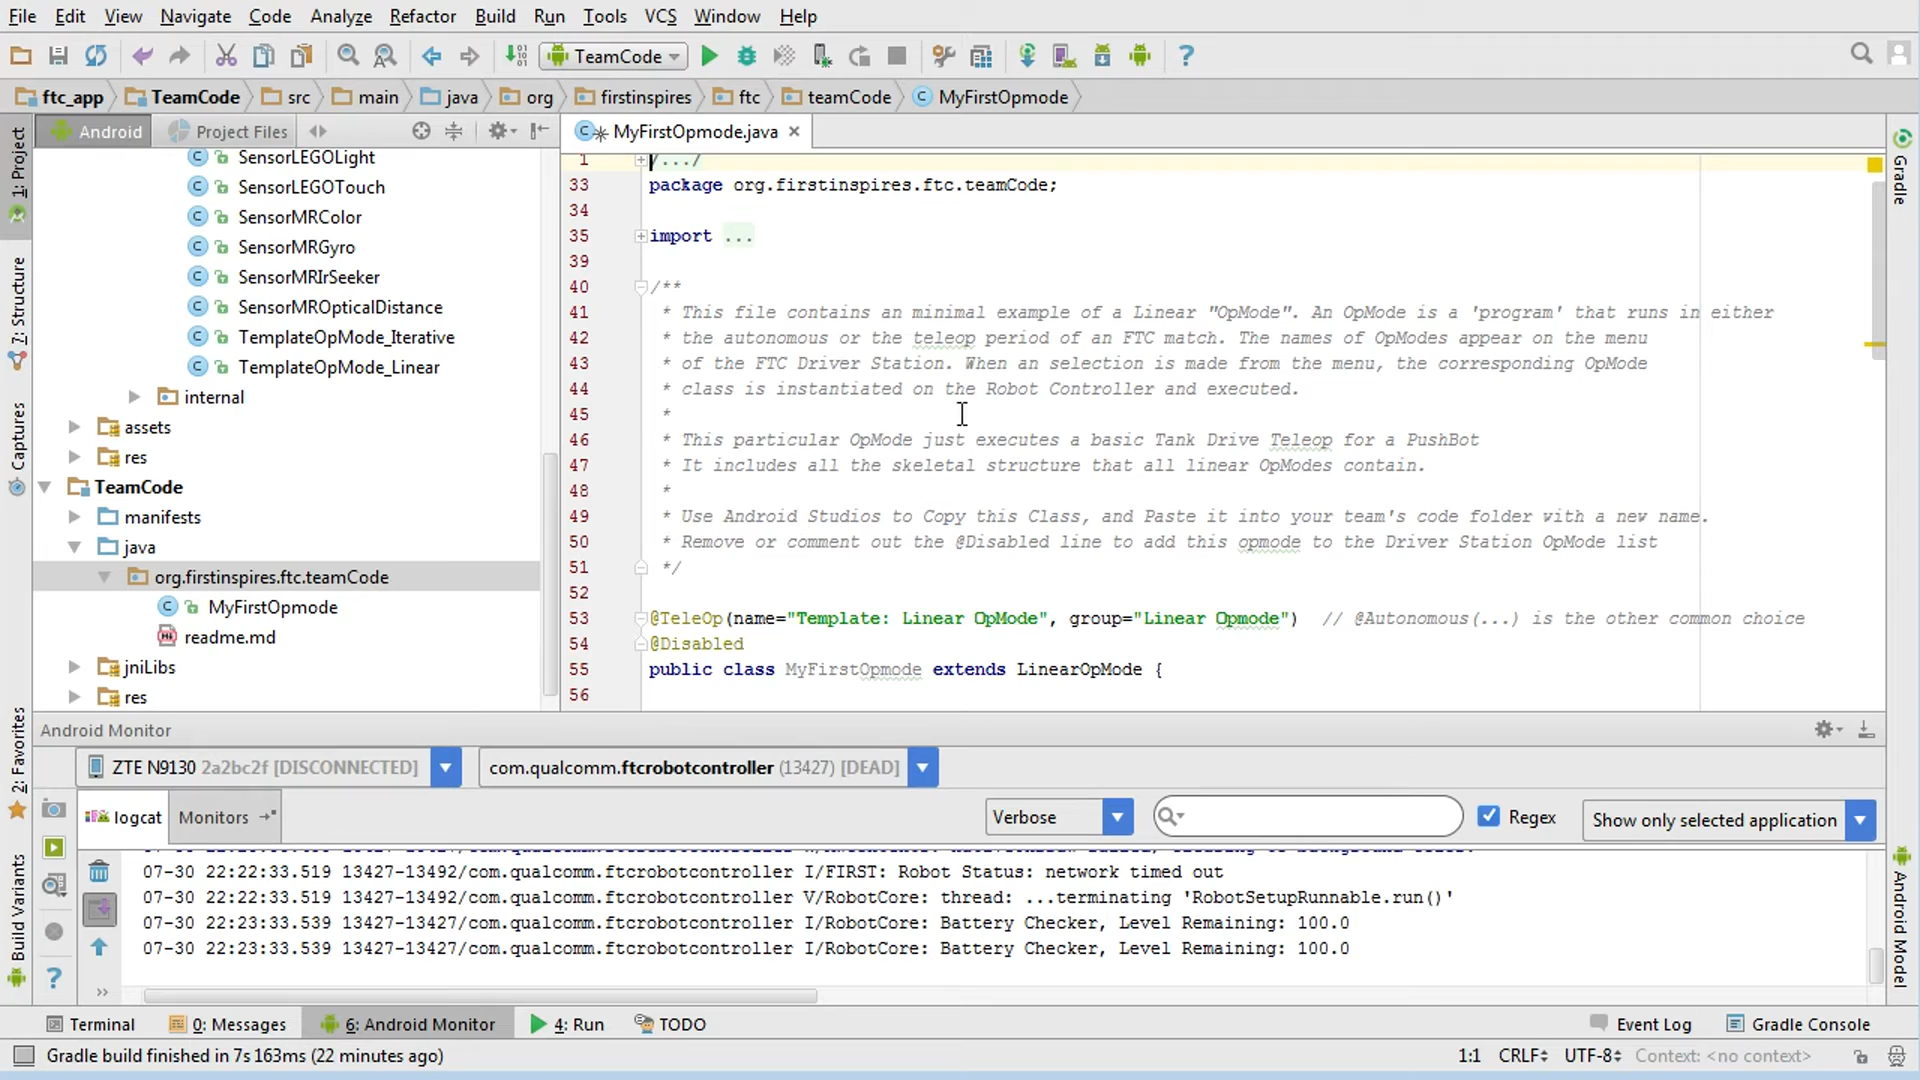 File Edit View Navigate Code Analyze Refactor Build Run Tools VCS Window Help
TeamCode
ftc_app TeamCode src main java org firstinspires ftc teamCode MyFirstOpmode
1: Project
7: Structure
Captures
2: Favorites
Build Variants
Android Project Files
SensorLEGOLight
SensorLEGOTouch
SensorMRColor
SensorMRGyro
SensorMRIrSeeker
SensorMROpticalDistance
TemplateOpMode_Iterative
TemplateOpMode_Linear
internal
assets
res
TeamCode
manifests
java
org.firstinspires.ftc.teamCode
MyFirstOpmode
readme.md
jniLibs
res
MyFirstOpmode.java
1 /.../
33 package org.firstinspires.ftc.teamCode;
34
35 import ...
39
40 /**
41 * This file contains an minimal example of a Linear "OpMode". An OpMode is a 'program' that runs in either
42 * the autonomous or the teleop period of an FTC match. The names of OpModes appear on the menu
43 * of the FTC Driver Station. When an selection is made from the menu, the corresponding OpMode
44 * class is instantiated on the Robot Controller and executed.
45 *
46 * This particular OpMode just executes a basic Tank Drive Teleop for a PushBot
47 * It includes all the skeletal structure that all linear OpModes contain.
48 *
49 * Use Android Studios to Copy this Class, and Paste it into your team's code folder with a new name.
50 * Remove or comment out the @Disabled line to add this opmode to the Driver Station OpMode list
51 */
52
53 @TeleOp(name="Template: Linear OpMode", group="Linear Opmode") // @Autonomous(...) is the other common choice
54 @Disabled
55 public class MyFirstOpmode extends LinearOpMode {
56
Gradle
Android Model
Android Monitor
ZTE N9130 2a2bc2f [DISCONNECTED] com.qualcomm.ftcrobotcontroller (13427) [DEAD]
logcat Monitors Verbose Regex Show only selected application
07-30 22:22:33.519 13427-13492/com.qualcomm.ftcrobotcontroller I/FIRST: Robot Status: network timed out
07-30 22:22:33.519 13427-13492/com.qualcomm.ftcrobotcontroller V/RobotCore: thread: ...terminating 'RobotSetupRunnable.run()'
07-30 22:23:33.539 13427-13427/com.qualcomm.ftcrobotcontroller I/RobotCore: Battery Checker, Level Remaining: 100.0
07-30 22:23:33.539 13427-13427/com.qualcomm.ftcrobotcontroller I/RobotCore: Battery Checker, Level Remaining: 100.0
Terminal 0: Messages 6: Android Monitor 4: Run TODO Event Log Gradle Console
Gradle build finished in 7s 163ms (22 minutes ago) 1:1 CRLF UTF-8 Context: <no context>